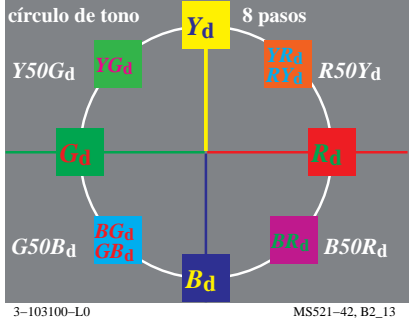 círculo de tono 8 pasos
Yd
YGd
YRd
RYd
Y50Gd R50Yd
Gd Rd
BGd
GBd
BRd
G50Bd B50Rd
Bd
3–103100–L0 MS521–42, B2_13